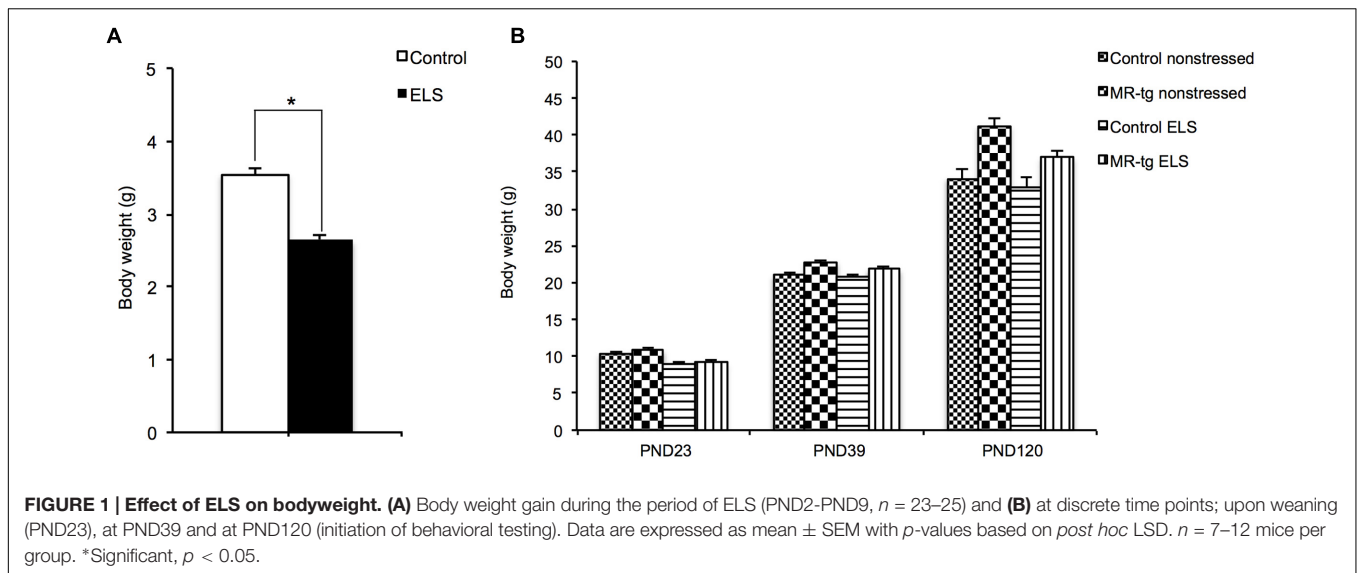 A
Control
ELS
*
Body weight (g)
5
4
3
2
1
0
B
Control nonstressed
MR-tg nonstressed
Control ELS
MR-tg ELS
Body weight (g)
50
45
40
35
30
25
20
15
10
5
0
PND23 PND39 PND120
FIGURE 1 | Effect of ELS on bodyweight. (A) Body weight gain during the period of ELS (PND2-PND9, n = 23–25) and (B) at discrete time points; upon weaning
(PND23), at PND39 and at PND120 (initiation of behavioral testing). Data are expressed as mean ± SEM with p-values based on post hoc LSD. n = 7–12 mice per
group. *Significant, p < 0.05.